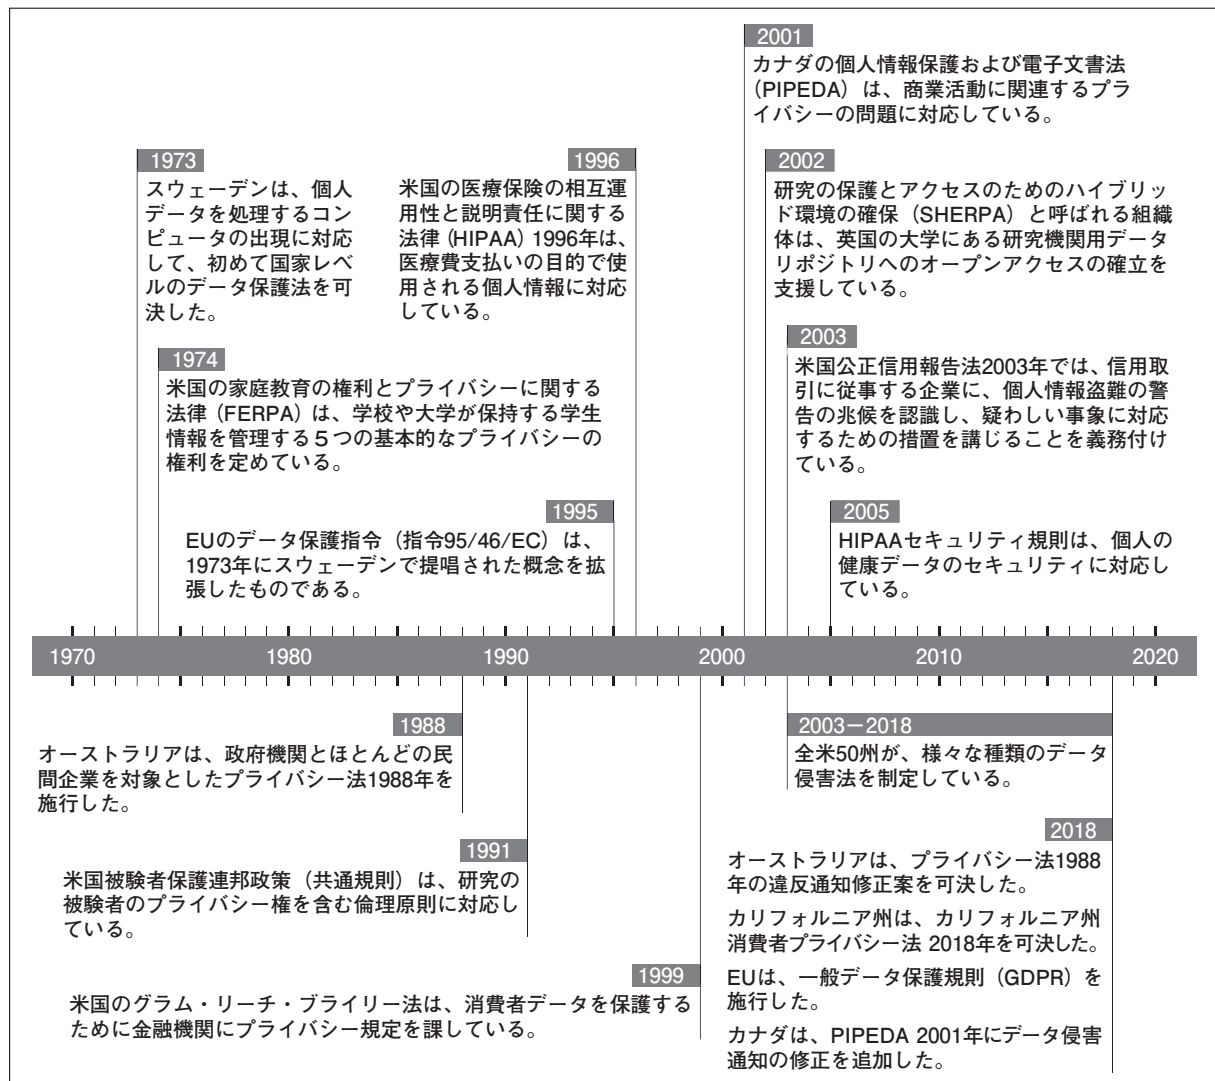 2001
カナダの個人情報保護および電子文書法
(PIPEDA) は、商業活動に関連するプラ
イバシーの問題に対応している。
1973
スウェーデンは、個人
データを処理するコン
ピュータの出現に対応
して、初めて国家レベ
ルのデータ保護法を可
決した。
1996
米国の医療保険の相互運
用性と説明責任に関する
法律 (HIPAA) 1996年は、
医療費支払いの目的で使
用される個人情報に対応
している。
2002
研究の保護とアクセスのためのハイブリッ
ド環境の確保（SHERPA）と呼ばれる組織
体は、英国の大学にある研究機関用データ
リポジトリへのオープンアクセスの確立を
支援している。
1974
米国の家庭教育の権利とプライバシーに関する
法律（FERPA）は、学校や大学が保持する学生
情報を管理する５つの基本的なプライバシーの
権利を定めている。
2003
米国公正信用報告法2003年では、信用取
引に従事する企業に、個人情報盗難の警
告の兆候を認識し、疑わしい事象に対応
するための措置を講じることを義務付け
ている。
1995
EUのデータ保護指令（指令95/46/EC）は、
1973年にスウェーデンで提唱された概念を拡
張したものである。
2005
HIPAAセキュリティ規則は、個人の
健康データのセキュリティに対応し
ている。
1970 1980 1990 2000 2010 2020
1988
オーストラリアは、政府機関とほとんどの民
間企業を対象としたプライバシー法1988年を
施行した。
2003－2018
全米50州が、様々な種類のデータ
侵害法を制定している。
1991
米国被験者保護連邦政策（共通規則）は、研究の
被験者のプライバシー権を含む倫理原則に対応し
ている。
1999
米国のグラム・リーチ・ブライリー法は、消費者データを保護する
ために金融機関にプライバシー規定を課している。
2018
オーストラリアは、プライバシー法1988
年の違反通知修正案を可決した。
カリフォルニア州は、カリフォルニア州
消費者プライバシー法 2018年を可決した。
EUは、一般データ保護規則（GDPR）を
施行した。
カナダは、PIPEDA 2001年にデータ侵害
通知の修正を追加した。